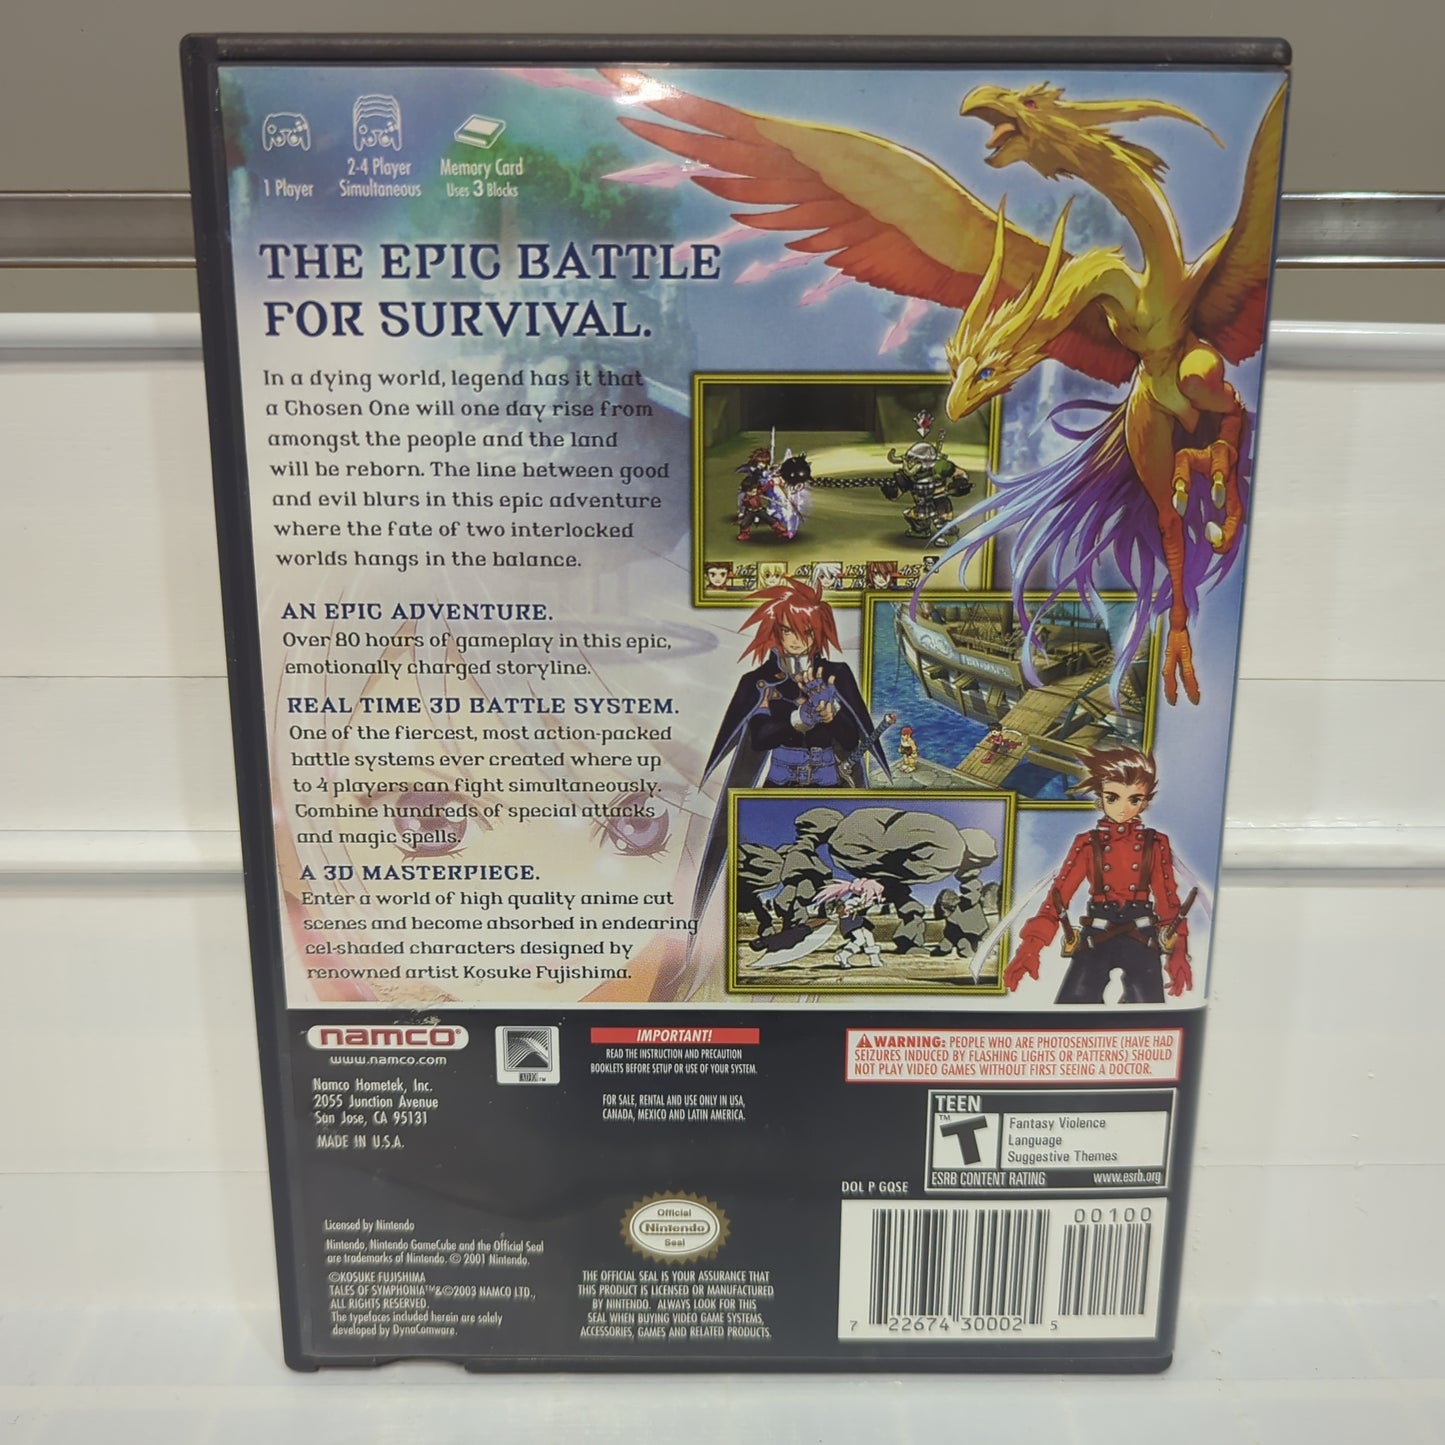 1 Player
2-4 Player
Simultaneous
Memory Card
Uses 3 Blocks
THE EPIC BATTLE
FOR SURVIVAL.
In a dying world, legend has it that
a Chosen One will one day rise from
amongst the people and the land
will be reborn. The line between good
and evil blurs in this epic adventure
where the fate of two interlocked
worlds hangs in the balance.
AN EPIC ADVENTURE.
Over 80 hours of gameplay in this epic,
emotionally charged storyline.
REAL TIME 3D BATTLE SYSTEM.
One of the fiercest, most action-packed
battle systems ever created where up
to 4 players can fight simultaneously.
Combine hundreds of special attacks
and magic spells.
A 3D MASTERPIECE.
Enter a world of high quality anime cut
scenes and become absorbed in endearing
cel-shaded characters designed by
renowned artist Kosuke Fujishima.
namco®
www.namco.com
Namco Hometek, Inc.
2055 Junction Avenue
San Jose, CA 95131
MADE IN U.S.A.
IMPORTANT!
READ THE INSTRUCTION AND PRECAUTION
BOOKLETS BEFORE SETUP OR USE OF YOUR SYSTEM.
FOR SALE, RENTAL AND USE ONLY IN USA,
CANADA, MEXICO AND LATIN AMERICA.
WARNING: PEOPLE WHO ARE PHOTOSENSITIVE (HAVE HAD
SEIZURES INDUCED BY FLASHING LIGHTS OR PATTERNS) SHOULD
NOT PLAY VIDEO GAMES WITHOUT FIRST SEEING A DOCTOR.
TEEN
T
™
Fantasy Violence
Language
Suggestive Themes
ESRB CONTENT RATING www.esrb.org
DOL P GQSE
Licensed by Nintendo
Nintendo, Nintendo GameCube and the Official Seal
are trademarks of Nintendo. © 2001 Nintendo.
©KOSUKE FUJISHIMA
TALES OF SYMPHONIA™&©2003 NAMCO LTD.,
ALL RIGHTS RESERVED.
The typefaces included herein are solely
developed by DynaComware.
Official
Nintendo
Seal
THE OFFICIAL SEAL IS YOUR ASSURANCE THAT
THIS PRODUCT IS LICENSED OR MANUFACTURED
BY NINTENDO. ALWAYS LOOK FOR THIS
SEAL WHEN BUYING VIDEO GAME SYSTEMS,
ACCESSORIES, GAMES AND RELATED PRODUCTS.
00100
7 22674 30002 5